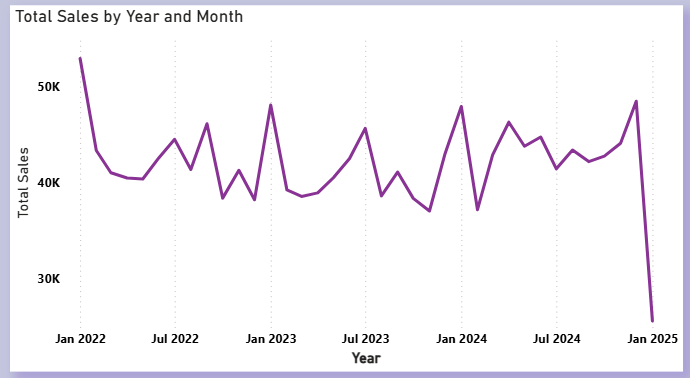 Total Sales by Year and Month
Total Sales
50K
40K
30K
Jan 2022 Jul 2022 Jan 2023 Jul 2023 Jan 2024 Jul 2024 Jan 2025
Year